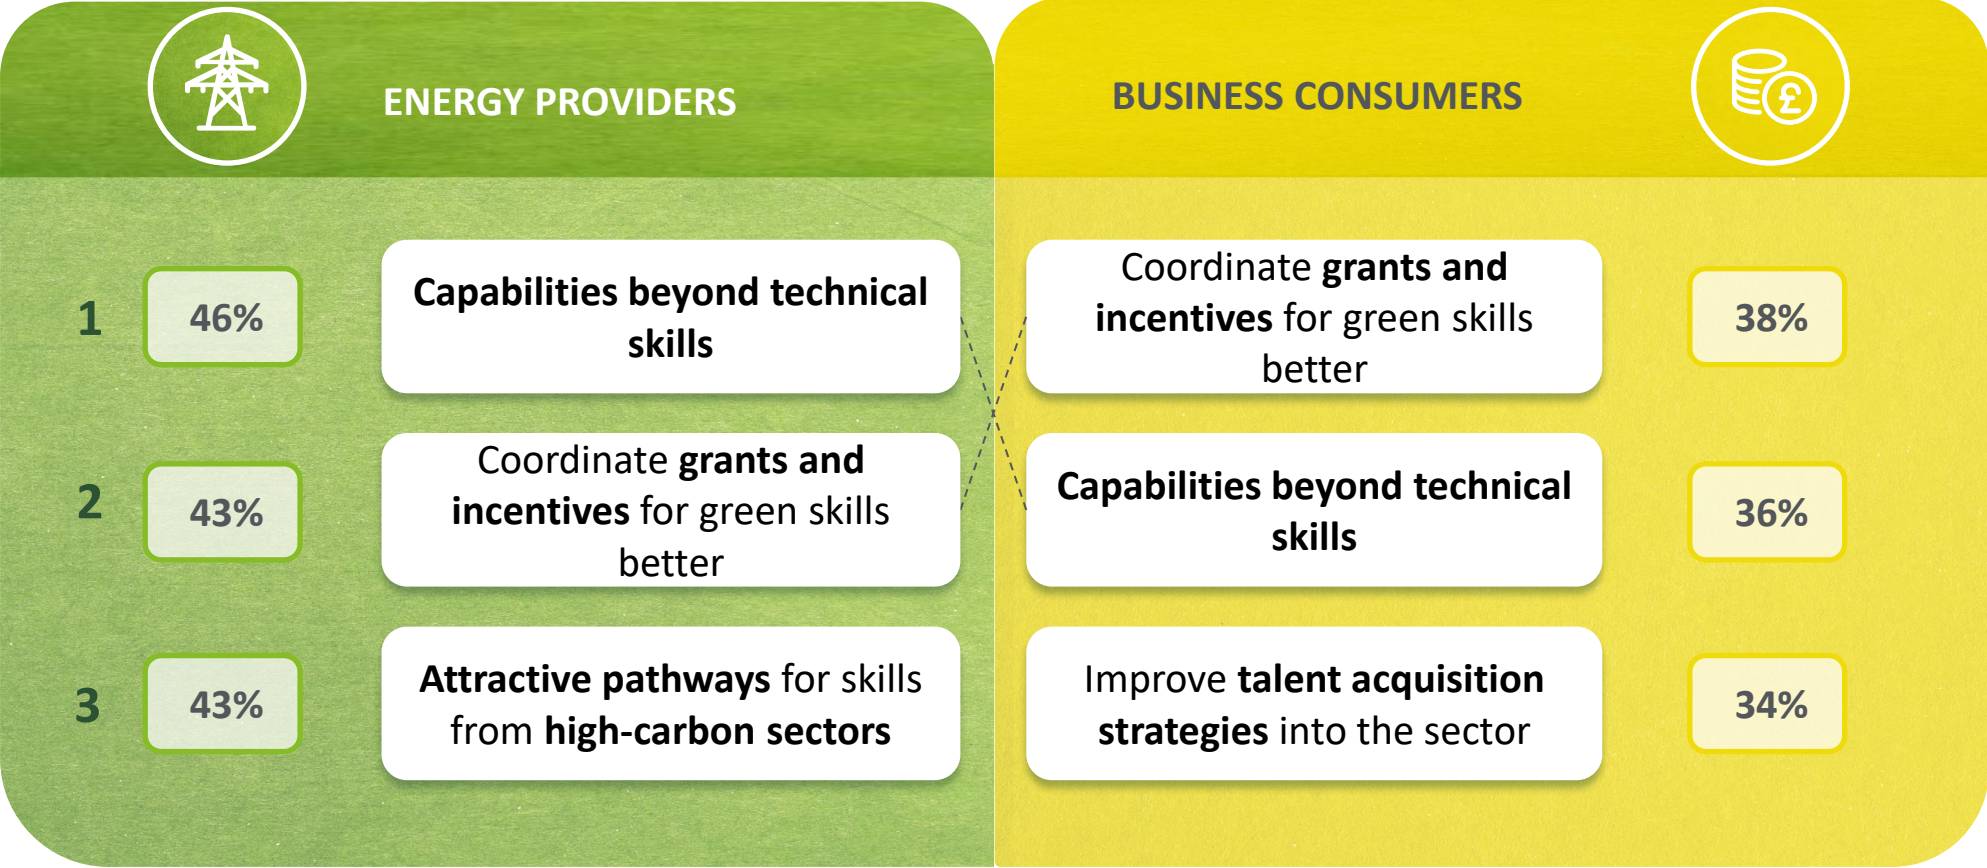 ENERGY PROVIDERS
1
46%
Capabilities beyond technical
skills
2
43%
Coordinate grants and
incentives for green skills
better
3
43%
Attractive pathways for skills
from high-carbon sectors
BUSINESS CONSUMERS
£
Coordinate grants and
incentives for green skills
better
38%
Capabilities beyond technical
skills
36%
Improve talent acquisition
strategies into the sector
34%